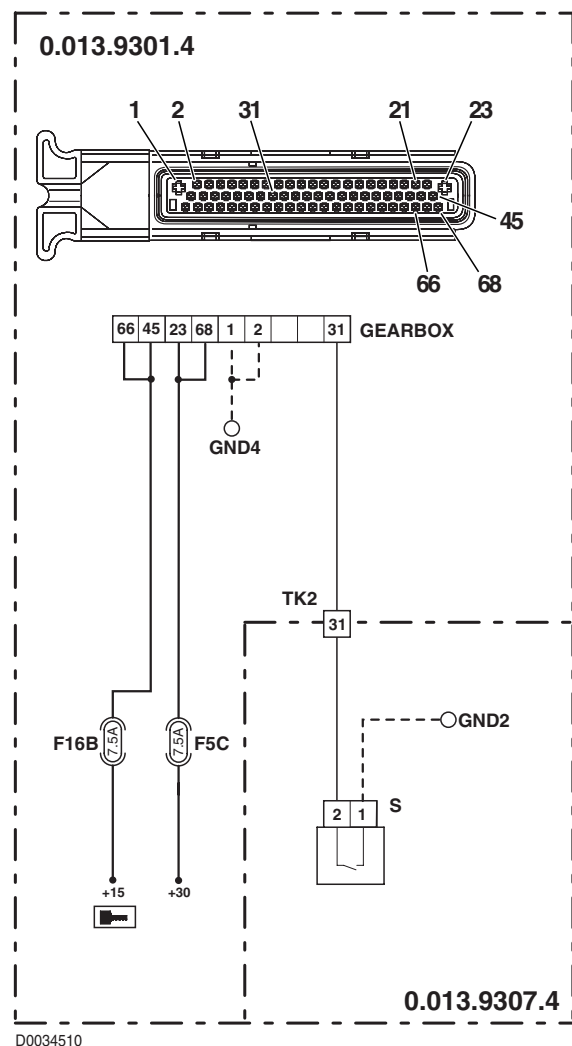 0.013.9301.4
1 2 31 21 23
45
66 68
66 45 23 68 1 2 31 GEARBOX
GND4
TK2
31
GND2
F16B 7.5A 7.5A F5C
2 1 S
+15 +30
0.013.9307.4
D0034510